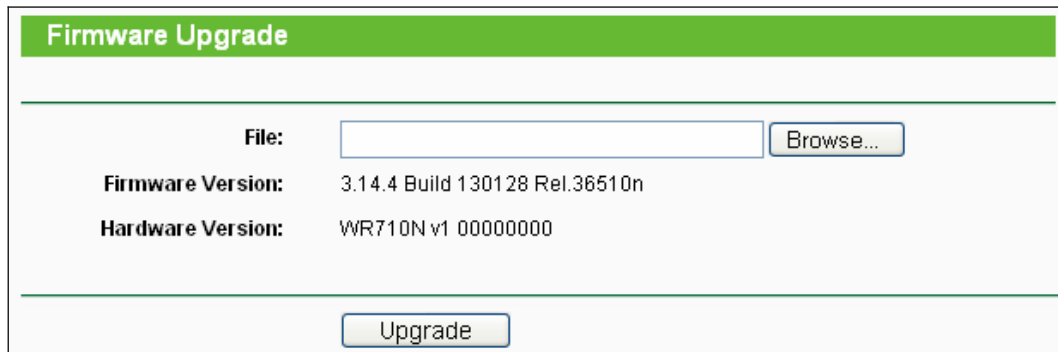 Firmware Upgrade
File: Browse...
Firmware Version: 3.14.4 Build 130128 Rel.36510n
Hardware Version: WR710N v1 00000000
Upgrade